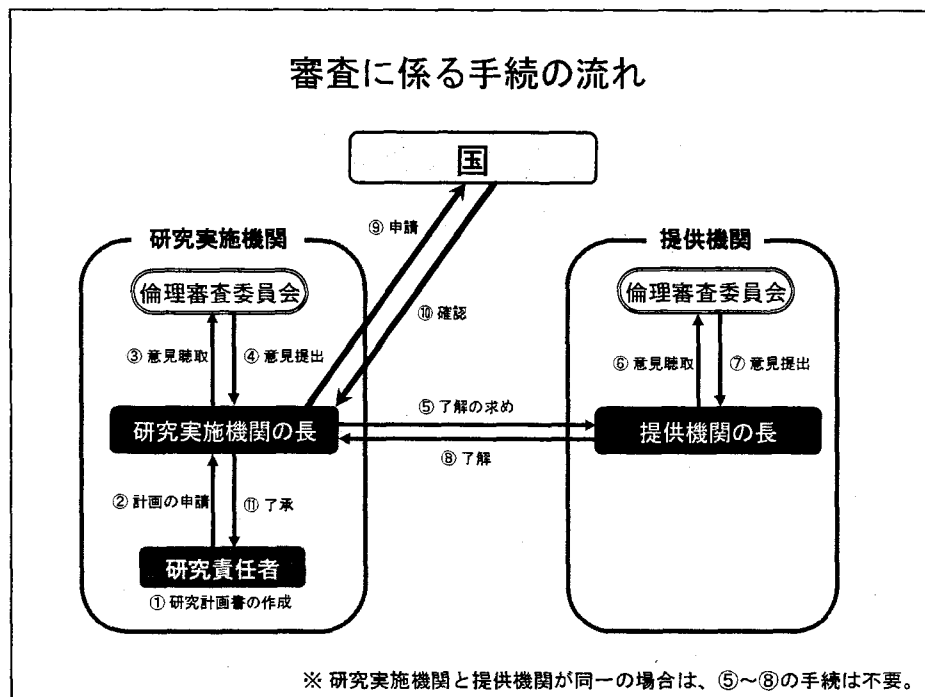 審査に係る手続の流れ
国
⑨ 申請
⑩ 確認
研究実施機関
倫理審査委員会
③ 意見聴取
④ 意見提出
研究実施機関の長
② 計画の申請
⑪ 了承
研究責任者
① 研究計画書の作成
⑤ 了解の求め
⑧ 了解
提供機関
倫理審査委員会
⑥ 意見聴取
⑦ 意見提出
提供機関の長
※ 研究実施機関と提供機関が同一の場合は、⑤～⑧の手続は不要。